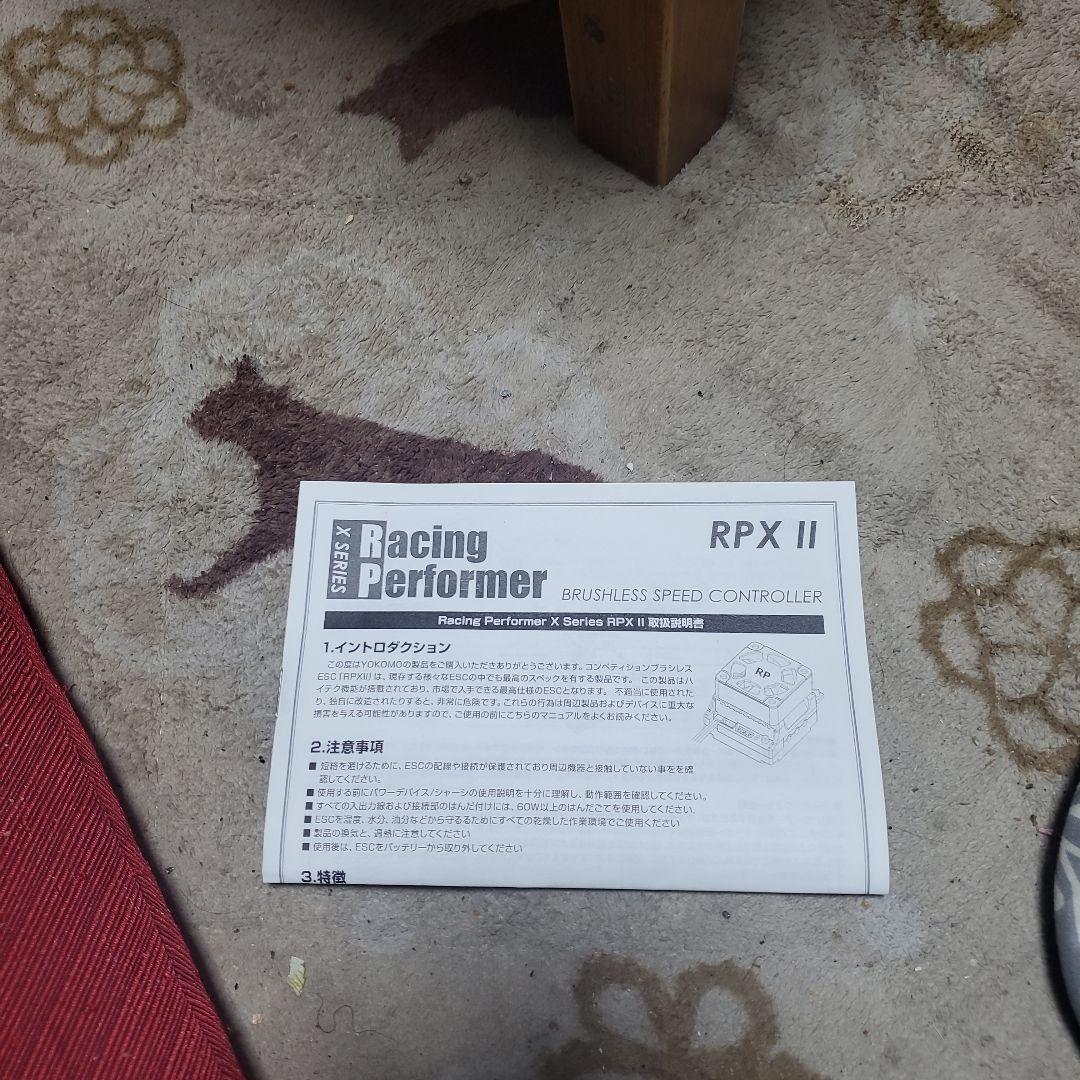 X SERIES
Racing
Performer
RPX II
BRUSHLESS SPEED CONTROLLER
Racing Performer X Series RPX II 取扱説明書
1.イントロダクション
この度はYOKOMOの製品をご購入いただきありがとうございます。コンペティションブラシレス
ESC「RPXII」は、現存する様々なESCの中でも最高のスペックを有する製品です。 この製品はハ
イテク機能が搭載されており、市場で入手できる最高仕様のESCとなります。 不適当に使用された
り、独自に改造されたりすると、非常に危険です。これらの行為は周辺製品およびデバイスに重大な
損害を与える可能性がありますので、ご使用の前にこちらのマニュアルをよくお読みください。
RP
2.注意事項
■ 短絡を避けるために、ESCの配線や接続が保護されており周辺機器と接触していない事をを確
認してください。
■ 使用する前にパワーデバイス/シャーシの使用説明を十分に理解し、動作範囲を確認してください。
■ すべての入出力線および接続部のはんだ付けには、60W以上のはんだごてを使用してください。
■ ESCを湿度、水分、油分などから守るためにすべての乾燥した作業環境でご使用ください
■ 製品の換気と、過熱に注意してください
■ 使用後は、ESCをバッテリーから取り外してください
3.特徴